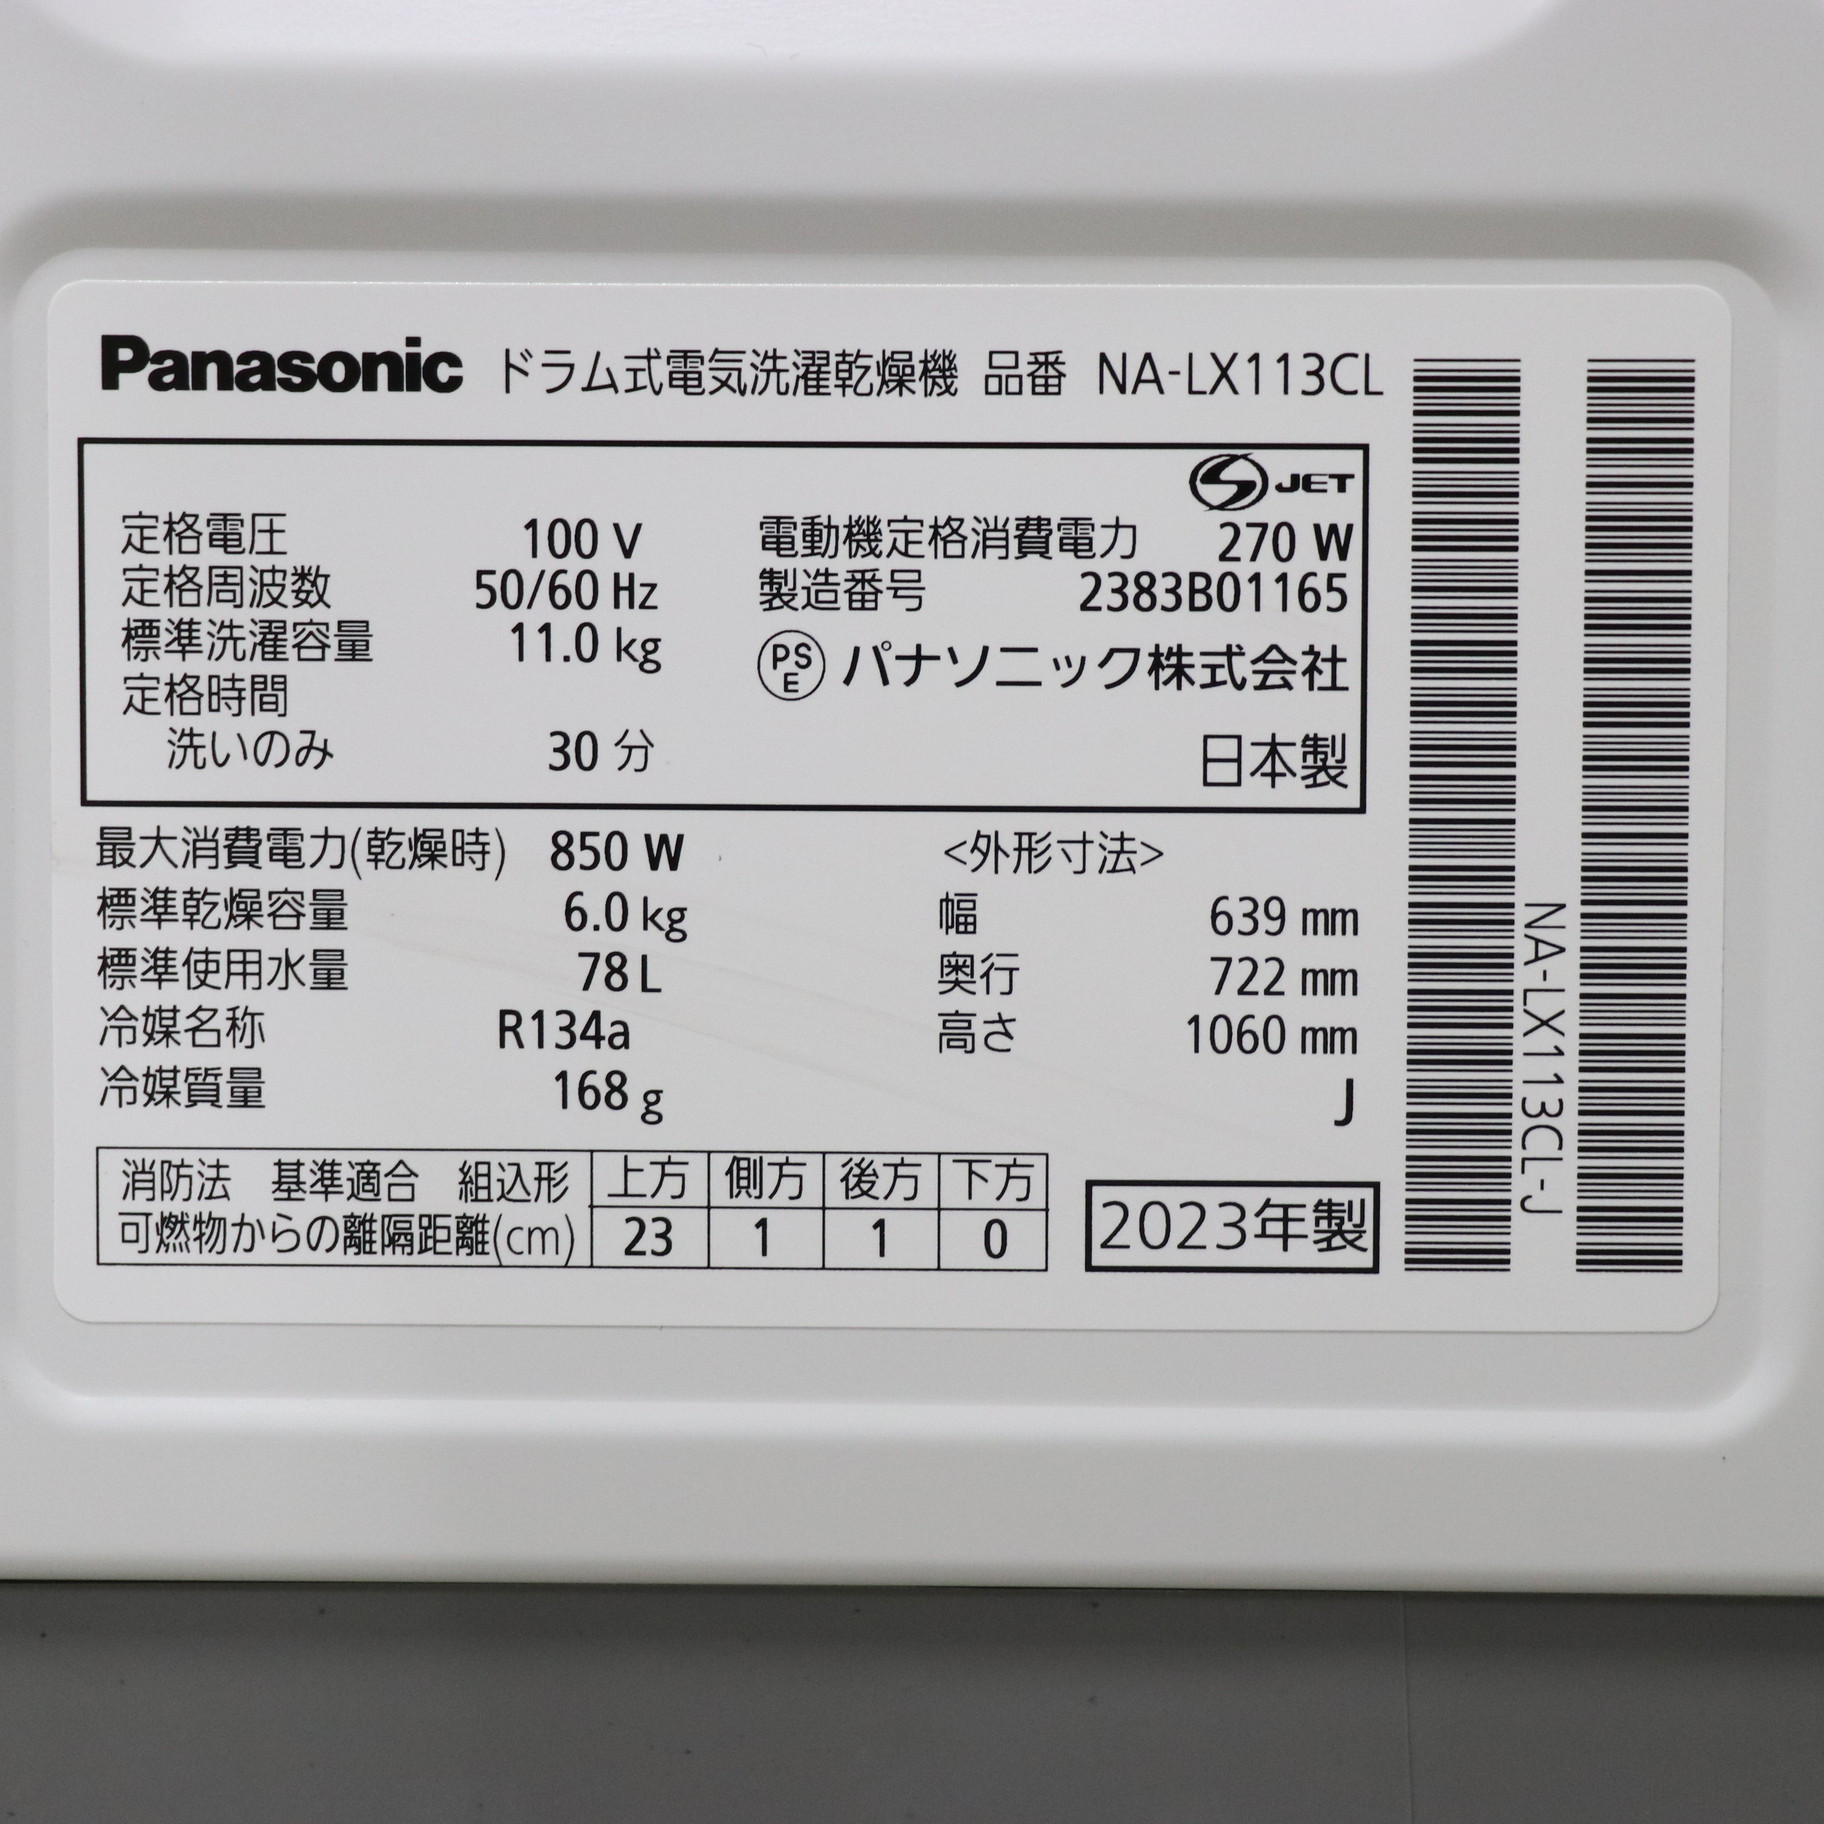 Panasonic ドラム式電気洗濯乾燥機 品番 NA-LX113CL
JET
定格電圧 100 V
定格周波数 50/60 Hz
標準洗濯容量 11.0 kg
定格時間
洗いのみ 30 分
電動機定格消費電力 270 W
製造番号 2383B01165
PSE パナソニック株式会社
日本製
最大消費電力(乾燥時) 850 W
標準乾燥容量 6.0 kg
標準使用水量 78 L
冷媒名称 R134a
冷媒質量 168 g
<外形寸法>
幅 639 mm
奥行 722 mm
高さ 1060 mm
J
消防法 基準適合 組込形 上方 側方 後方 下方
可燃物からの離隔距離(cm) 23 1 1 0
2023年製
NA-LX113CL-J